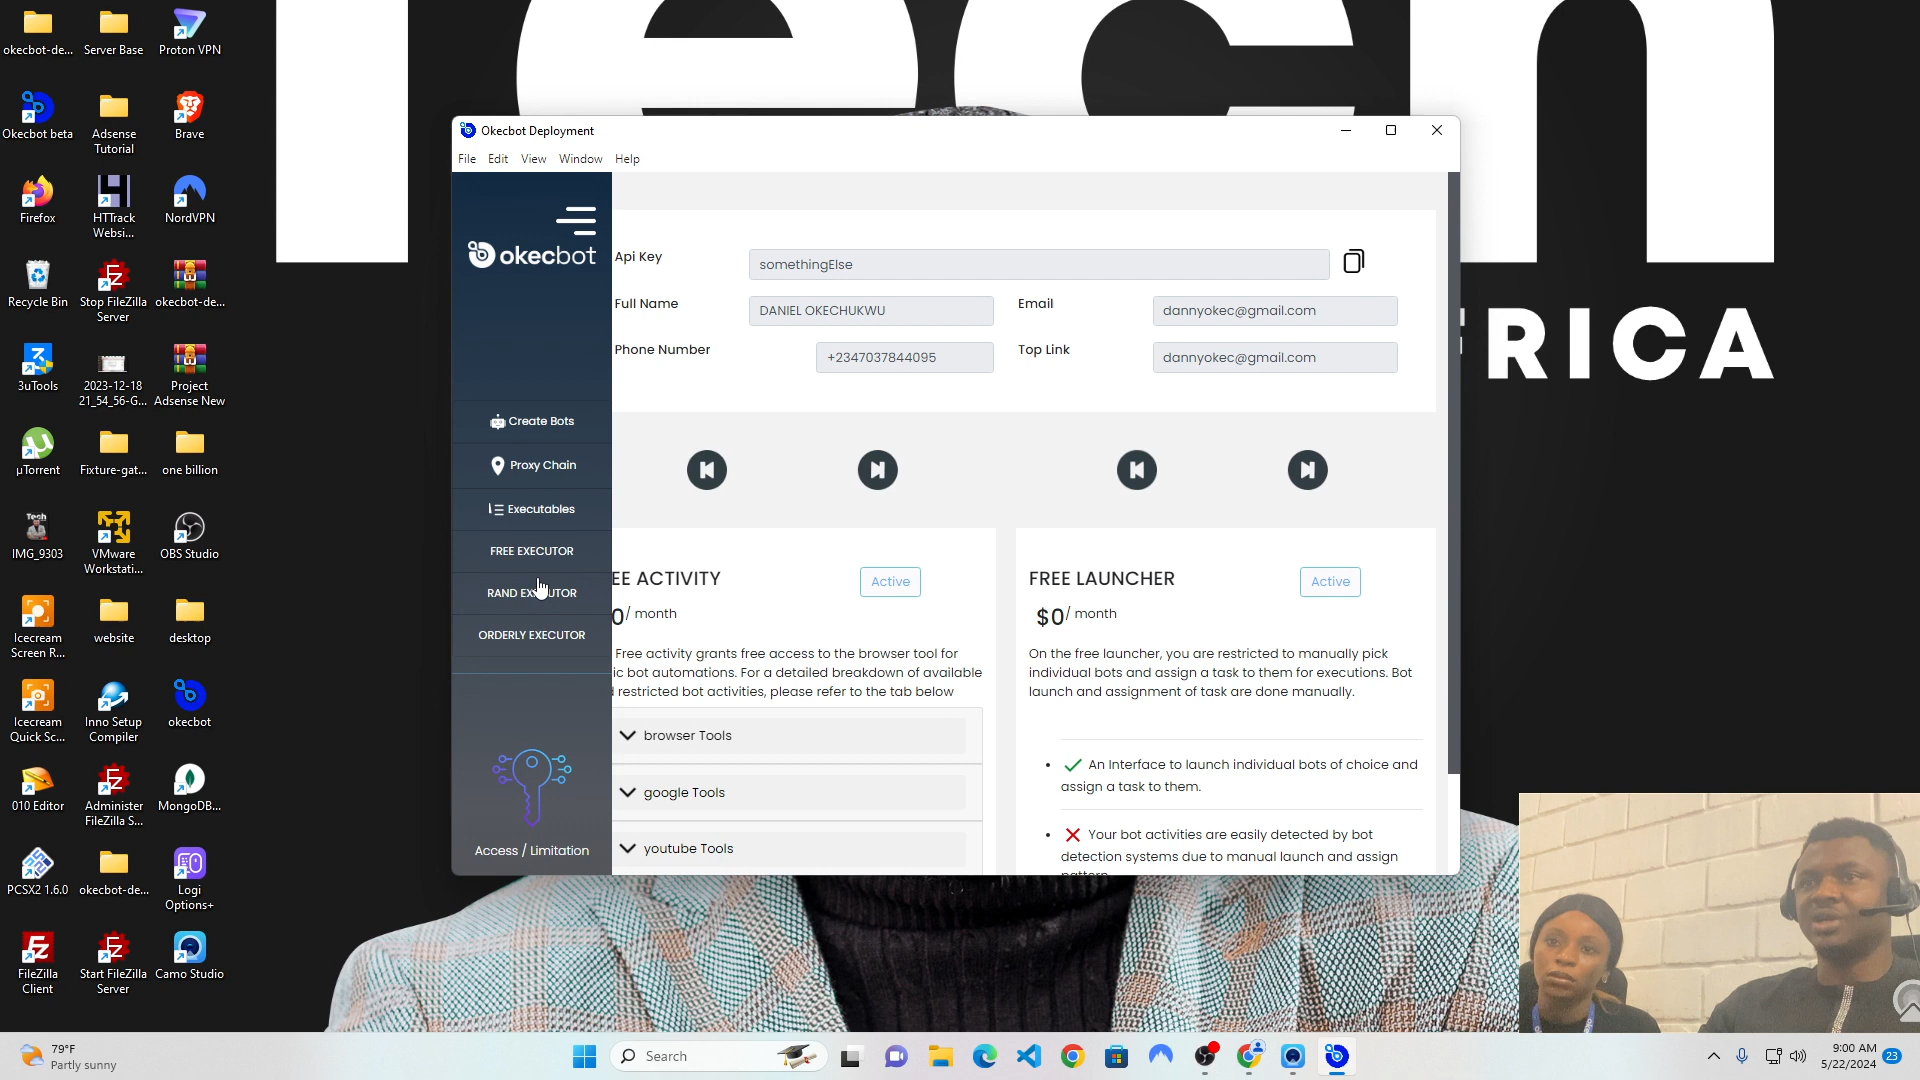 okecbot-de...
Server Base
Proton VPN
Okecbot beta
Adsense
Tutorial
Brave
Firefox
HTTrack
Websi...
NordVPN
Recycle Bin
Stop FileZilla
Server
okecbot-de...
3uTools
2023-12-18
21_54_56-G...
Project
Adsense New
µTorrent
Fixture-gat...
one billion
IMG_9303
VMware
Workstati...
OBS Studio
Icecream
Screen R...
website
desktop
Icecream
Quick Sc...
Inno Setup
Compiler
okecbot
010 Editor
Administer
FileZilla S...
MongoDB...
PCSX2 1.6.0
okecbot-de...
Logi
Options+
FileZilla
Client
Start FileZilla
Server
Camo Studio
Okecbot Deployment
File Edit View Window Help
okecbot
Create Bots
Proxy Chain
Executables
FREE EXECUTOR
RAND EX UTOR
ORDERLY EXECUTOR
Access / Limitation
Api Key
somethingElse
Full Name
DANIEL OKECHUKWU
Email
dannyokec@gmail.com
Phone Number
+2347037844095
Top Link
dannyokec@gmail.com
EE ACTIVITY
Active
0/ month
Free activity grants free access to the browser tool for
ic bot automations. For a detailed breakdown of available
restricted bot activities, please refer to the tab below
browser Tools
google Tools
youtube Tools
FREE LAUNCHER
Active
$0/ month
On the free launcher, you are restricted to manually pick
individual bots and assign a task to them for executions. Bot
launch and assignment of task are done manually.
An Interface to launch individual bots of choice and
assign a task to them.
Your bot activities are easily detected by bot
detection systems due to manual launch and assign
pattern.
RICA
79°F
Partly sunny
Search
9:00 AM
5/22/2024
23